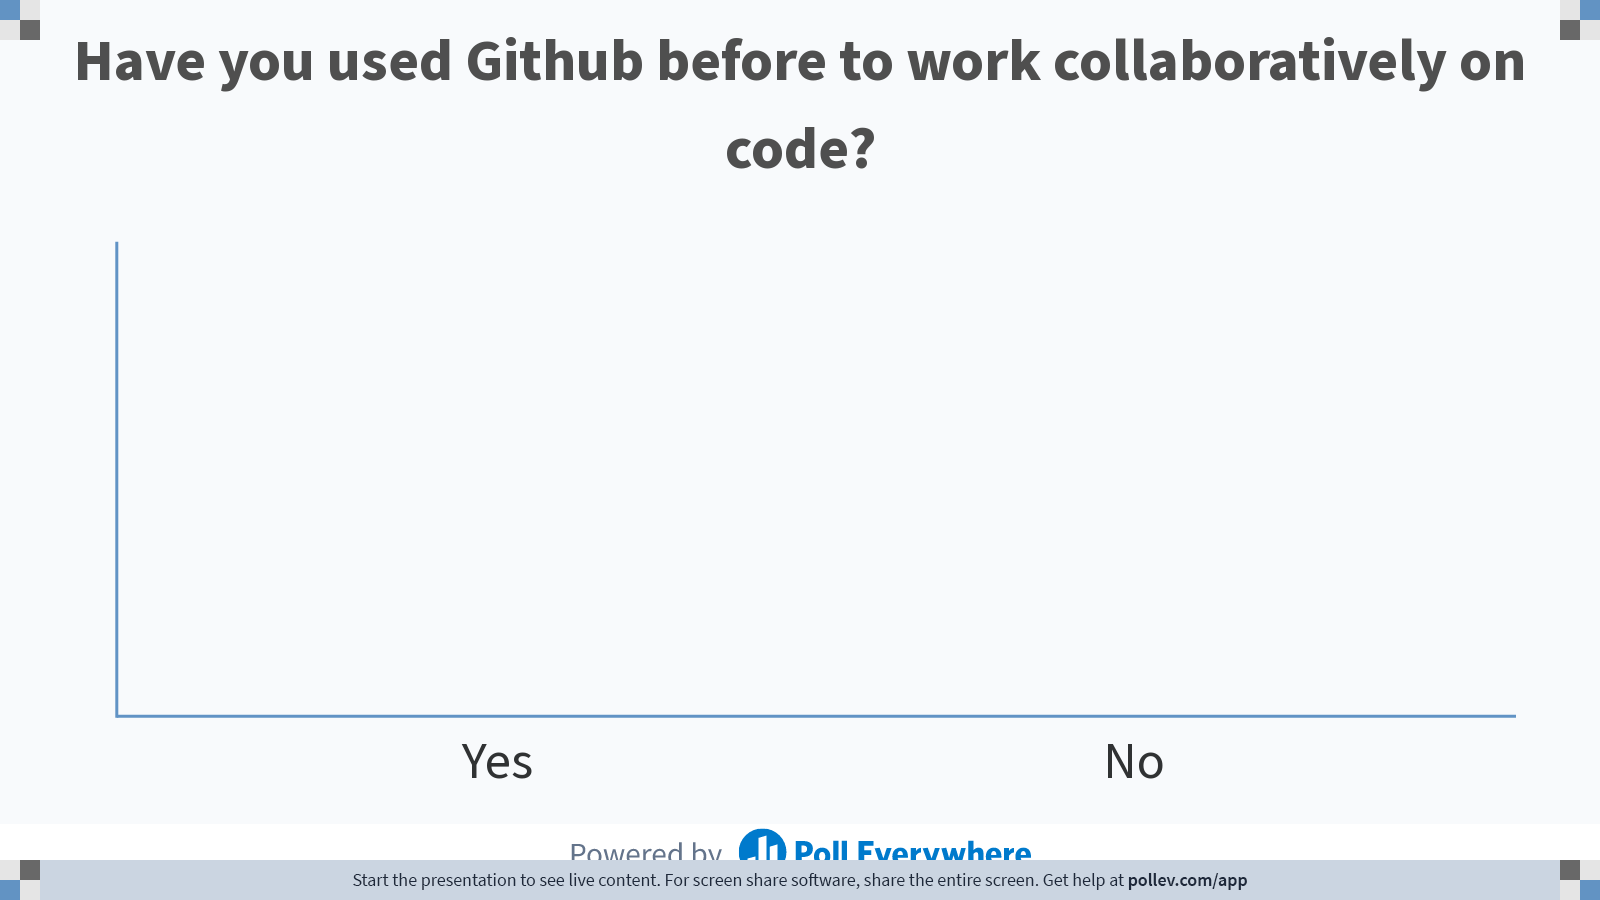 Have you used Github before to work collaboratively on
code?
Yes
No
Powered by Poll Everywhere
Start the presentation to see live content. For screen share software, share the entire screen. Get help at pollev.com/app